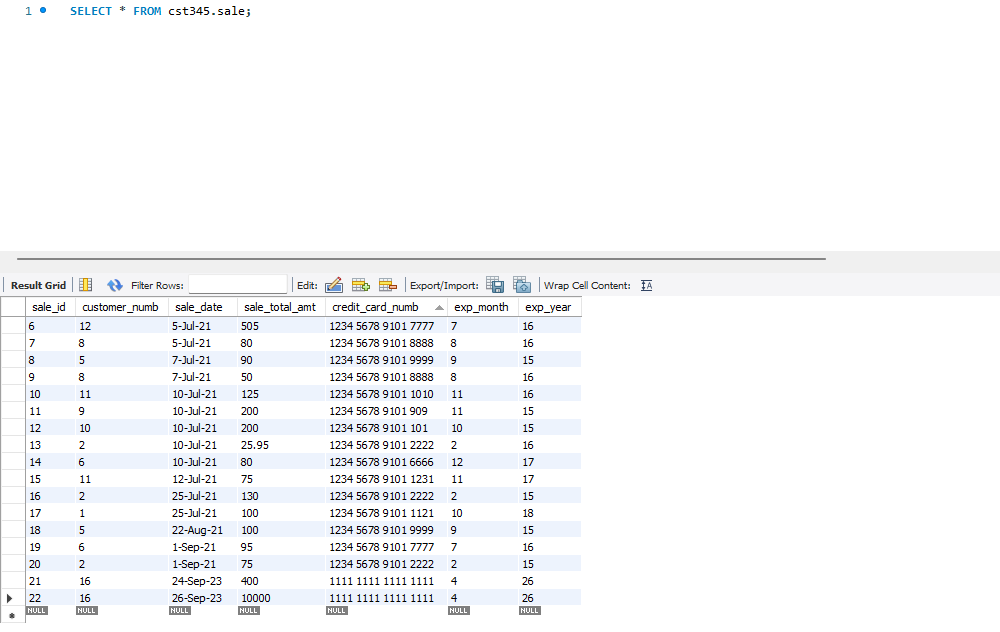 1 SELECT * FROM cst345.sale;
Result Grid Filter Rows: Edit: Export/Import: Wrap Cell Content: IA
sale_id customer_numb sale_date sale_total_amt credit_card_numb exp_month exp_year
6 12 5-Jul-21 505 1234 5678 9101 7777 7 16
7 8 5-Jul-21 80 1234 5678 9101 8888 8 16
8 5 7-Jul-21 90 1234 5678 9101 9999 9 15
9 8 7-Jul-21 50 1234 5678 9101 8888 8 16
10 11 10-Jul-21 125 1234 5678 9101 1010 11 16
11 9 10-Jul-21 200 1234 5678 9101 909 11 15
12 10 10-Jul-21 200 1234 5678 9101 101 10 15
13 2 10-Jul-21 25.95 1234 5678 9101 2222 2 16
14 6 10-Jul-21 80 1234 5678 9101 6666 12 17
15 11 12-Jul-21 75 1234 5678 9101 1231 11 17
16 2 25-Jul-21 130 1234 5678 9101 2222 2 15
17 1 25-Jul-21 100 1234 5678 9101 1121 10 18
18 5 22-Aug-21 100 1234 5678 9101 9999 9 15
19 6 1-Sep-21 95 1234 5678 9101 7777 7 16
20 2 1-Sep-21 75 1234 5678 9101 2222 2 15
21 16 24-Sep-23 400 1111 1111 1111 1111 4 26
22 16 26-Sep-23 10000 1111 1111 1111 1111 4 26
NULL NULL NULL NULL NULL NULL NULL